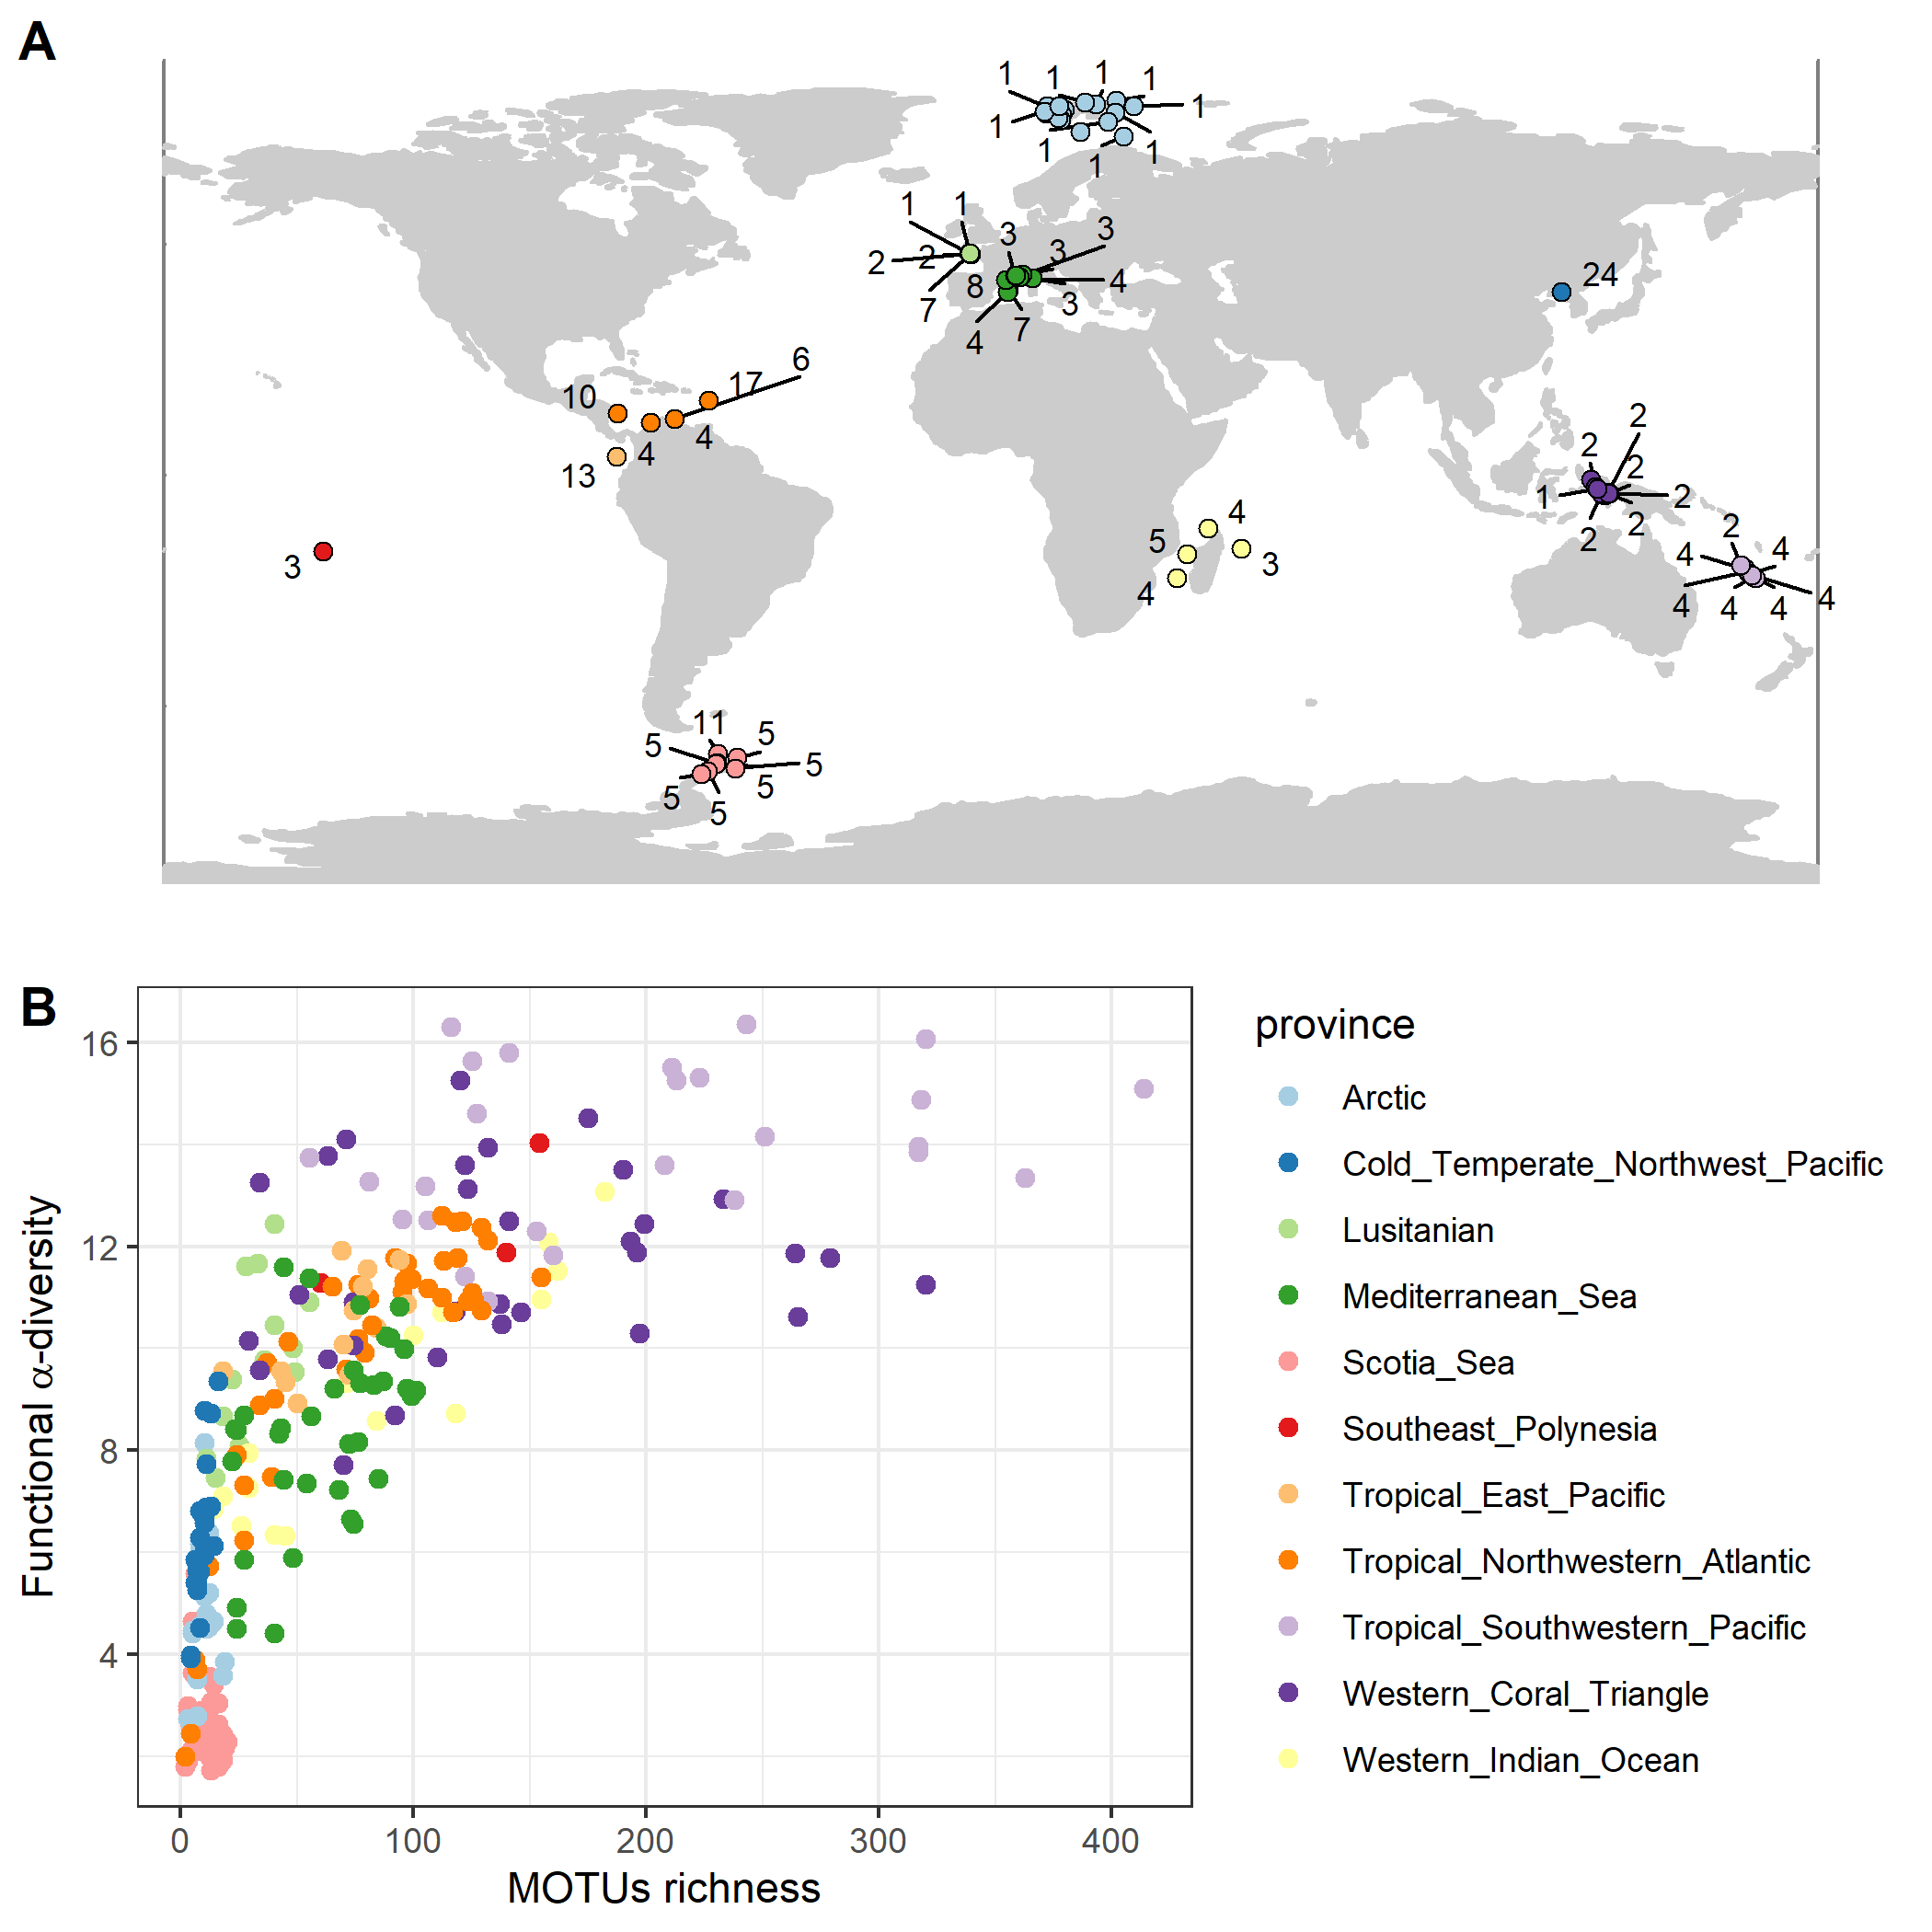 A
1 1 1 1
1
1
1 1 1
1 1
2 2 3 3 3
7 8 4
3
4 7
24
6
10 17
4 4
13
3
2
2 2
1 2
2 2
2 4
4
4 4 4 4
4
5 3
4
11
5 5
5
5 5
5
B
16
12
8
4
Functional α-diversity
0 100 200 300 400
MOTUs richness
province
Arctic
Cold_Temperate_Northwest_Pacific
Lusitanian
Mediterranean_Sea
Scotia_Sea
Southeast_Polynesia
Tropical_East_Pacific
Tropical_Northwestern_Atlantic
Tropical_Southwestern_Pacific
Western_Coral_Triangle
Western_Indian_Ocean